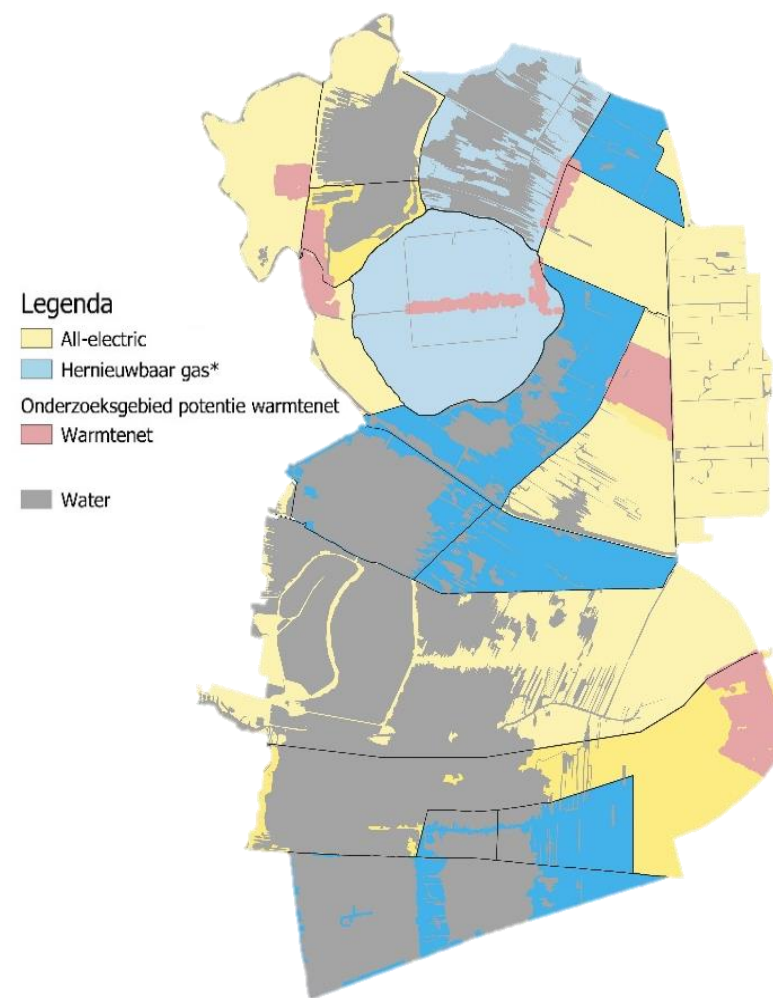 Legenda
All-electric
Hernieuwbaar gas*
Onderzoeksgebied potentie warmtenet
Warmtenet
Water